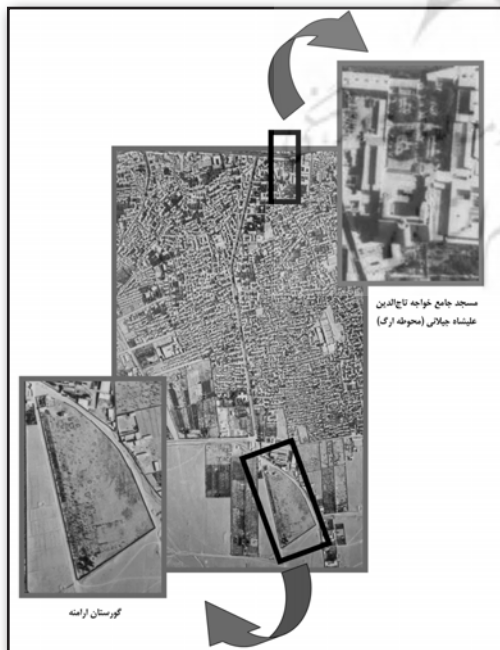 مسجد جامع خواجه تاج‌الدین
علیشاه جیلانی (محوطه ارگ)
گورستان ارامنه